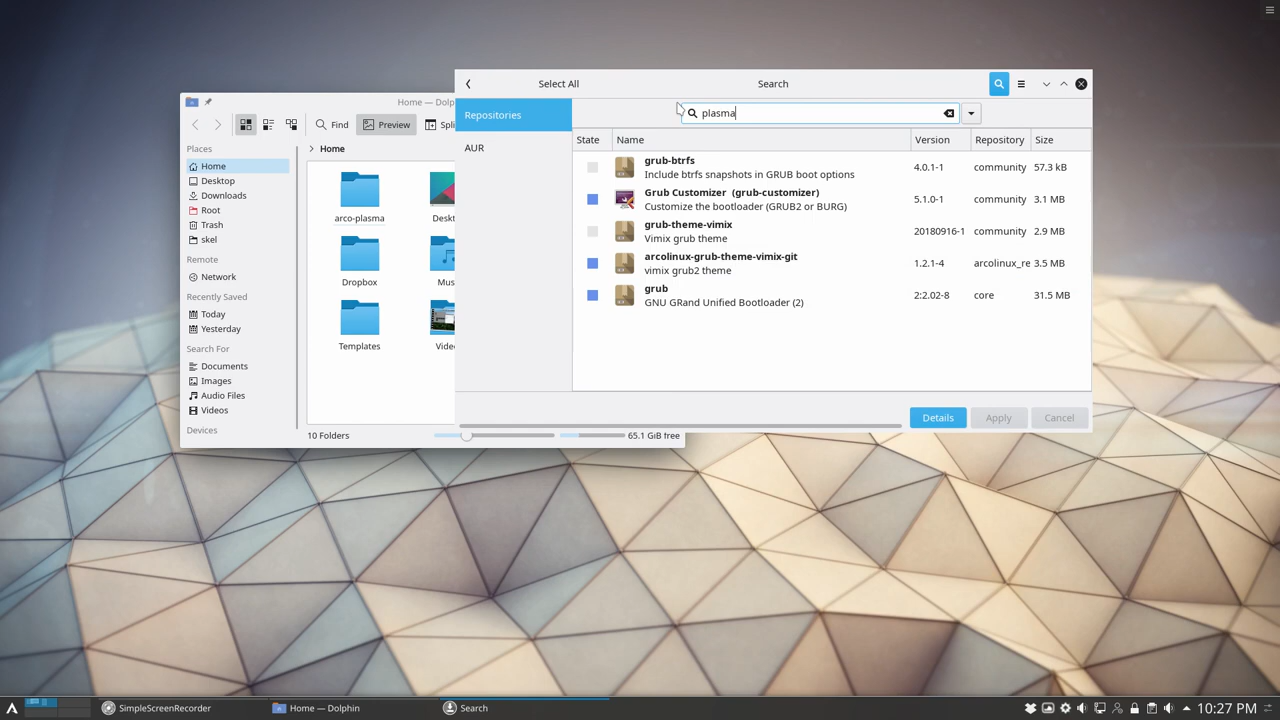 Select All
Search
Repositories
AUR
plasma
State
Name
Version
Repository
Size
grub-btrfs
Include btrfs snapshots in GRUB boot options
4.0.1-1
community
57.3 kB
Grub Customizer (grub-customizer)
Customize the bootloader (GRUB2 or BURG)
5.1.0-1
community
3.1 MB
grub-theme-vimix
Vimix grub theme
20180916-1
community
2.9 MB
arcolinux-grub-theme-vimix-git
vimix grub2 theme
1.2.1-4
arcolinux_re
3.5 MB
grub
GNU GRand Unified Bootloader (2)
2:2.02-8
core
31.5 MB
Details
Apply
Cancel
Home — Dolp
Find
Preview
Spli
Places
Home
Desktop
Downloads
Root
Trash
skel
Remote
Network
Recently Saved
Today
Yesterday
Search For
Documents
Images
Audio Files
Videos
Devices
Home
arco-plasma
Deskt
Dropbox
Mus
Templates
Vide
10 Folders
65.1 GiB free
SimpleScreenRecorder
Home — Dolphin
Search
10:27 PM